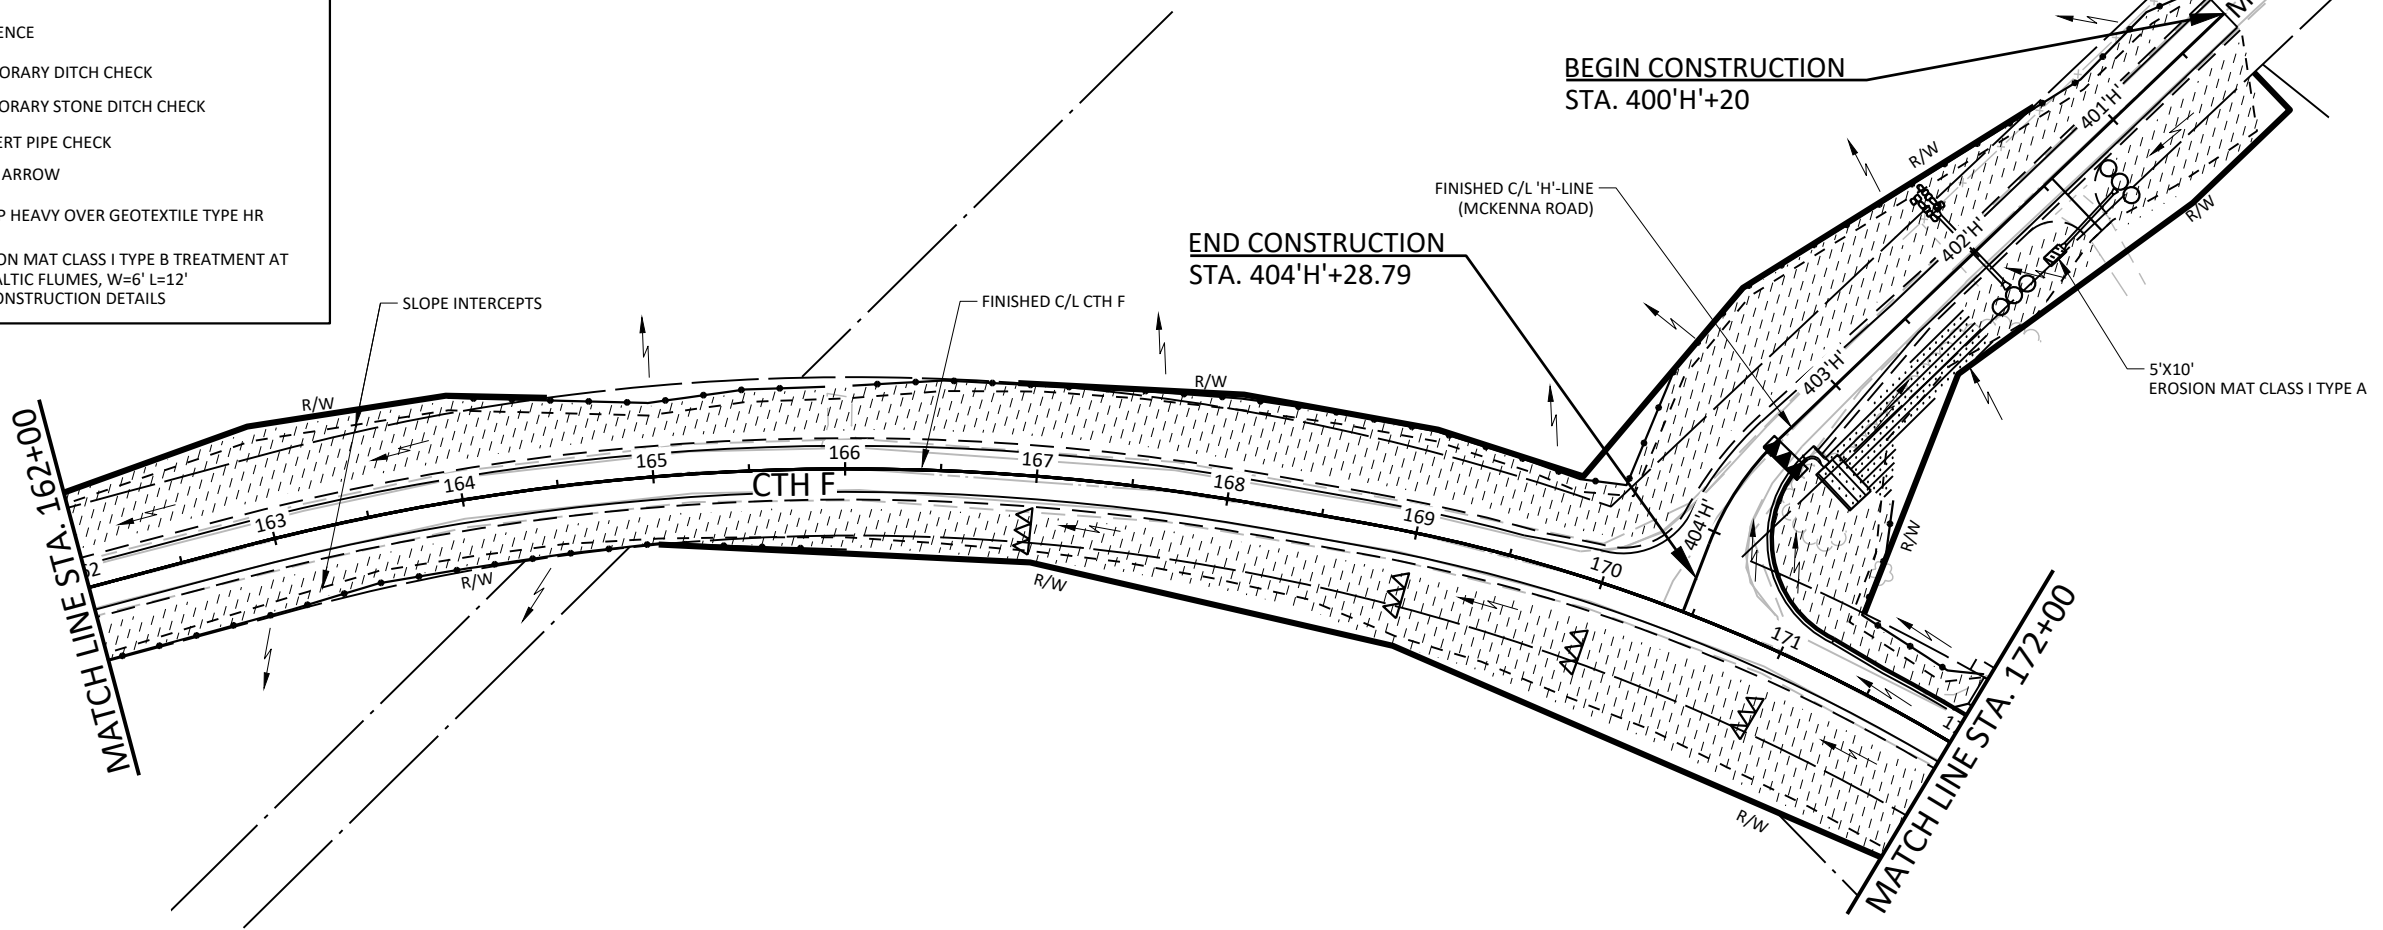 ENCE
ORARY DITCH CHECK
ORARY STONE DITCH CHECK
ERT PIPE CHECK
ARROW
P HEAVY OVER GEOTEXTILE TYPE HR
ON MAT CLASS I TYPE B TREATMENT AT
ALTIC FLUMES, W=6' L=12'
ONSTRUCTION DETAILS
BEGIN CONSTRUCTION
STA. 400'H'+20
FINISHED C/L 'H'-LINE
(MCKENNA ROAD)
END CONSTRUCTION
STA. 404'H'+28.79
SLOPE INTERCEPTS
FINISHED C/L CTH F
5'X10'
EROSION MAT CLASS I TYPE A
401'H'
402'H'
403'H'
404'H'
R/W
R/W
R/W
R/W
R/W
R/W
R/W
R/W
MATCH LINE STA. 162+00
163
164
165
166
167
168
169
170
171
CTH F
MATCH LINE STA. 172+00